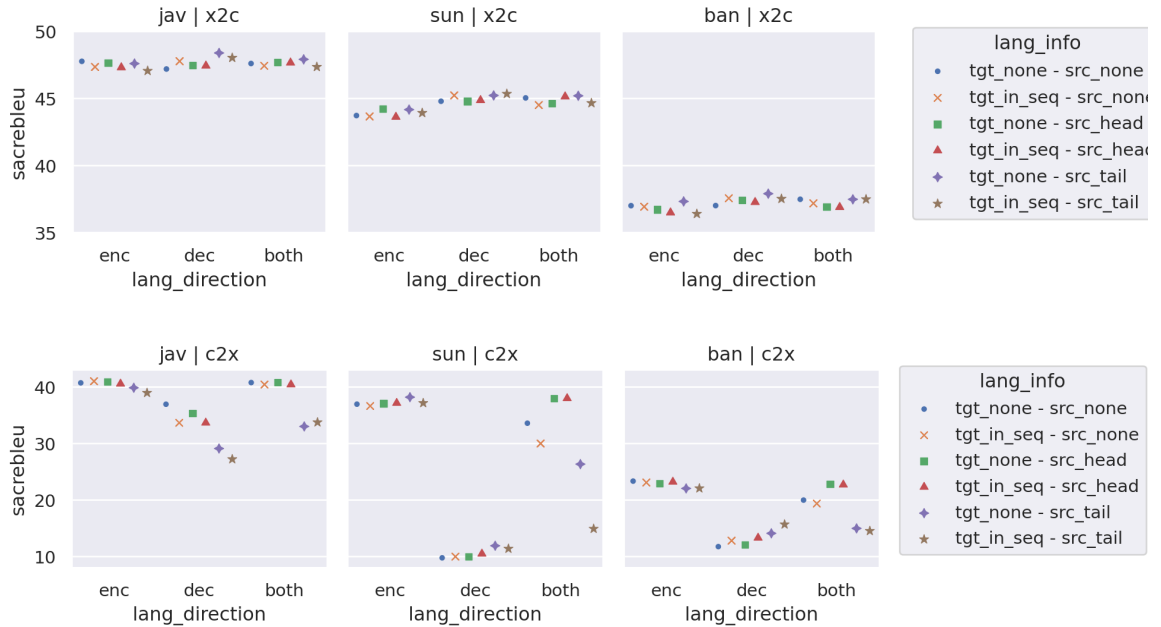 jav | x2c
sun | x2c
ban | x2c
50
45
40
35
sacrebleu
enc
dec
both
enc
dec
both
enc
dec
both
lang_direction
lang_direction
lang_direction
lang_info
tgt_none - src_none
tgt_in_seq - src_none
tgt_none - src_head
tgt_in_seq - src_head
tgt_none - src_tail
tgt_in_seq - src_tail
jav | c2x
sun | c2x
ban | c2x
40
30
20
10
sacrebleu
enc
dec
both
enc
dec
both
enc
dec
both
lang_direction
lang_direction
lang_direction
lang_info
tgt_none - src_none
tgt_in_seq - src_none
tgt_none - src_head
tgt_in_seq - src_head
tgt_none - src_tail
tgt_in_seq - src_tail